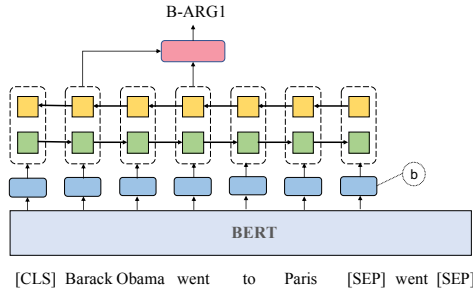 B-ARG1
b
BERT
[CLS] Barack Obama went to Paris [SEP] went [SEP]